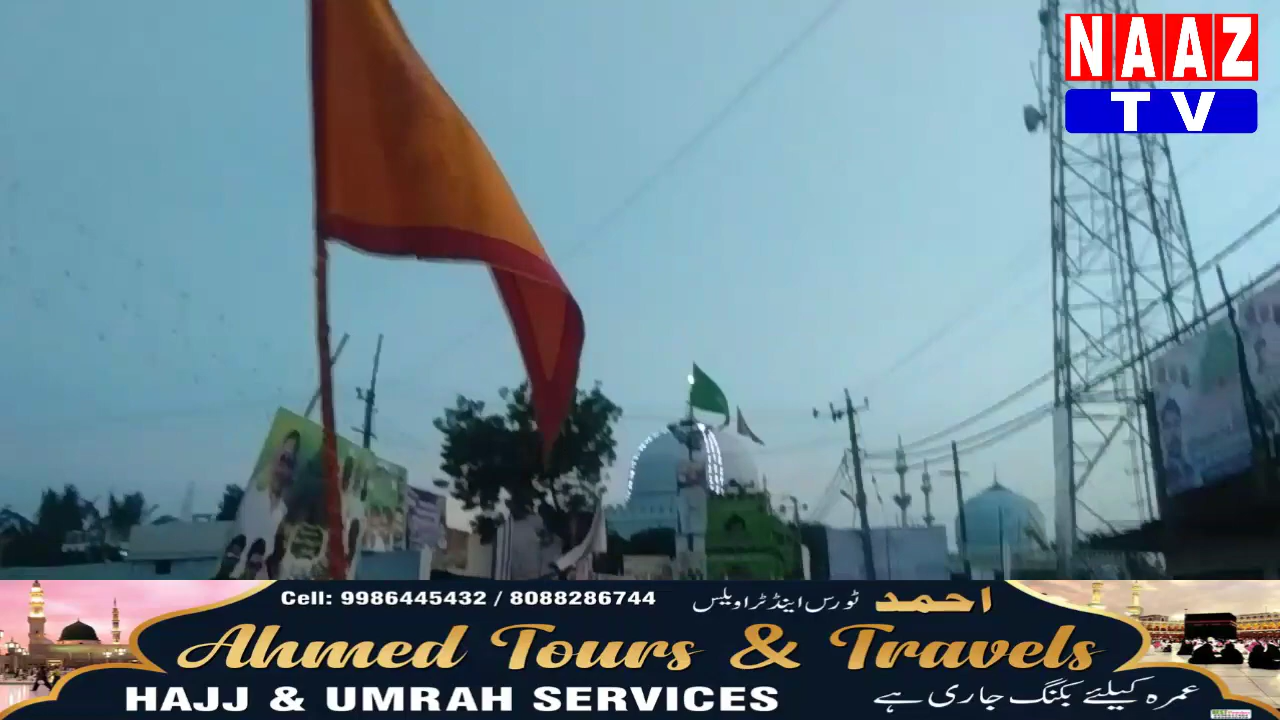 NAAZ
TV
Cell: 9986445432 / 8088286744
احمد ٹورس اینڈ ٹراویلس
Ahmed Tours & Travels
HAJJ & UMRAH SERVICES
عمرہ کیلئے بکنگ جاری ہے